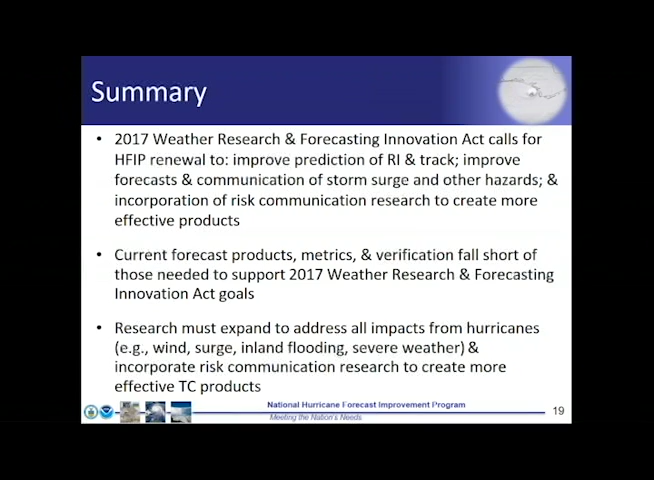 Summary
• 2017 Weather Research & Forecasting Innovation Act calls for
HFIP renewal to: improve prediction of RI & track; improve
forecasts & communication of storm surge and other hazards; &
incorporation of risk communication research to create more
effective products
• Current forecast products, metrics, & verification fall short of
those needed to support 2017 Weather Research & Forecasting
Innovation Act goals
• Research must expand to address all impacts from hurricanes
(e.g., wind, surge, inland flooding, severe weather) &
incorporate risk communication research to create more
effective TC products
National Hurricane Forecast Improvement Program
Meeting the Nation's Needs
19